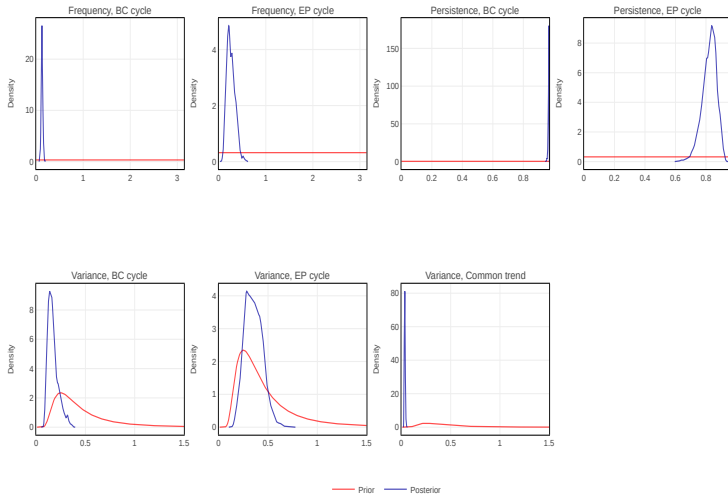 Frequency, BC cycle
Frequency, EP cycle
Persistence, BC cycle
Persistence, EP cycle
Density
20
10
0
0 1 2 3
Density
4
2
0
0 1 2 3
Density
150
100
50
0
0 0.2 0.4 0.6 0.8
Density
8
6
4
2
0
0 0.2 0.4 0.6 0.8
Variance, BC cycle
Variance, EP cycle
Variance, Common trend
Density
8
6
4
2
0
0 0.5 1 1.5
Density
4
3
2
1
0
0 0.5 1 1.5
Density
80
60
40
20
0
0 0.5 1 1.5
Prior Posterior